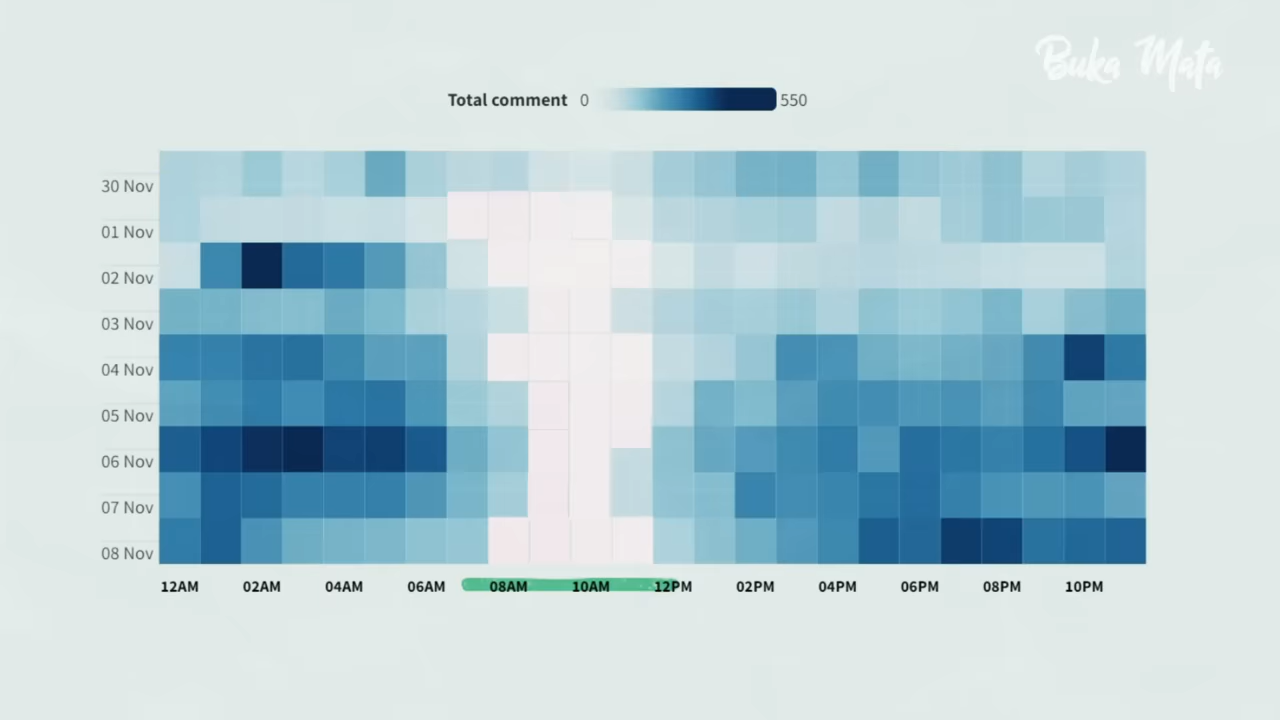 Buka Mata
Total comment 0 550
30 Nov
01 Nov
02 Nov
03 Nov
04 Nov
05 Nov
06 Nov
07 Nov
08 Nov
12AM 02AM 04AM 06AM 08AM 10AM 12PM 02PM 04PM 06PM 08PM 10PM